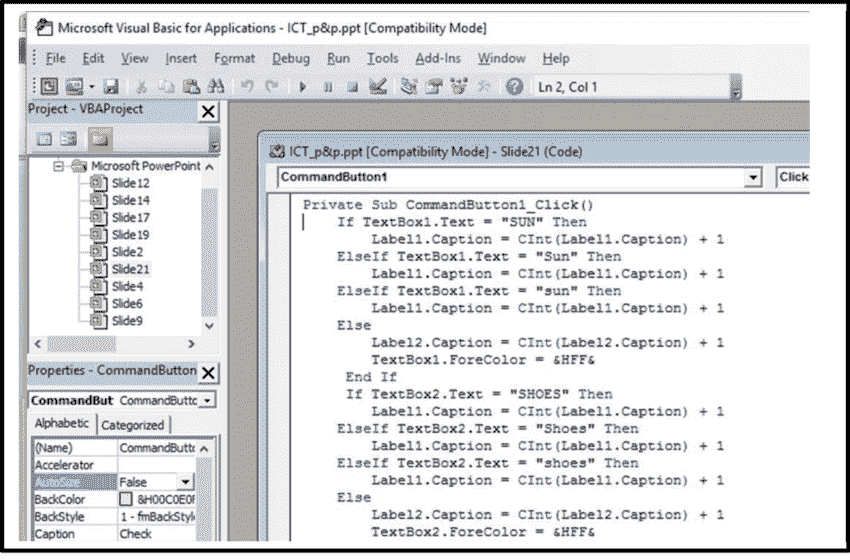 Microsoft Visual Basic for Applications - ICT_p&p.ppt [Compatibility Mode]
File Edit View Insert Format Debug Run Tools Add-Ins Window Help
Ln 2, Col 1
Project - VBAProject
Microsoft PowerPoint
Slide12
Slide14
Slide17
Slide19
Slide2
Slide21
Slide4
Slide6
Slide9
Properties - CommandButton
CommandBut CommandButtc
Alphabetic Categorized
(Name) CommandButtc
Accelerator
AutoSize False
BackColor &H00C0E0F
BackStyle 1 - fmBackStyl
Caption Check
ICT_p&p.ppt [Compatibility Mode] - Slide21 (Code)
CommandButton1 Click
Private Sub CommandButton1_Click()
If TextBox1.Text = "SUN" Then
Label1.Caption = CInt(Label1.Caption) + 1
ElseIf TextBox1.Text = "Sun" Then
Label1.Caption = CInt(Label1.Caption) + 1
ElseIf TextBox1.Text = "sun" Then
Label1.Caption = CInt(Label1.Caption) + 1
Else
Label2.Caption = CInt(Label2.Caption) + 1
TextBox1.ForeColor = &HFF&
End If
If TextBox2.Text = "SHOES" Then
Label1.Caption = CInt(Label1.Caption) + 1
ElseIf TextBox2.Text = "Shoes" Then
Label1.Caption = CInt(Label1.Caption) + 1
ElseIf TextBox2.Text = "shoes" Then
Label1.Caption = CInt(Label1.Caption) + 1
Else
Label2.Caption = CInt(Label2.Caption) + 1
TextBox2.ForeColor = &HFF&